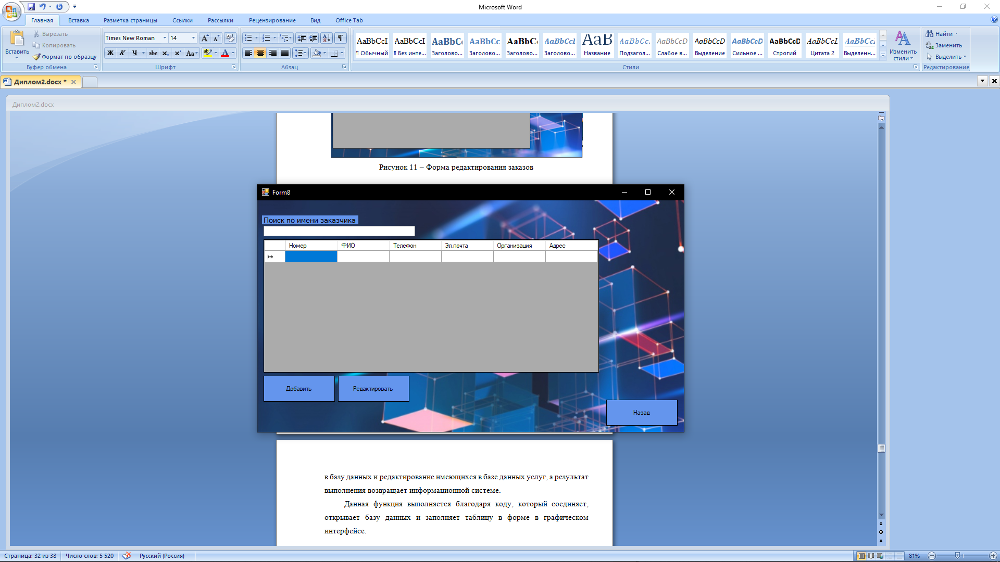 Microsoft Word
Главная Вставка Разметка страницы Ссылки Рассылки Рецензирование Вид Office Tab
Вставить
Вырезать
Копировать
Формат по образцу
Буфер обмена
Times New Roman 14
Ж К Ч abc x₂ x² Aa
Шрифт
Абзац
AaBbCcI AaBbCcI AaBbC AaBbCc AaBbC AaBbCcI AaB AaBbCc. AaBbCcD AaBbCcD AaBbCcD AaBbCcD AaBbCcI AaBbCc.
¶ Обычный ¶ Без инте... Заголово... Заголово... Заголово... Заголово... Название Подзагол... Слабое в... Выделение Сильное ... Строгий Цитата 2 Выделенн...
Стили
Изменить стили
Найти
Заменить
Выделить
Редактирование
Диплом2.docx *
Диплом2.docx
Рисунок 11 – Форма редактирования заказов
Form8
Поиск по имени заказчика
Номер ФИО Телефон Эл.почта Организация Адрес
Добавить Редактировать
Назад
в базу данных и редактирование имеющихся в базе данных услуг, а результат
выполнения возвращает информационной системе.
Данная функция выполняется благодаря коду, который соединяет,
открывает базу данных и заполняет таблицу в форме в графическом
интерфейсе.
Страница: 32 из 38 Число слов: 5 520 Русский (Россия) 81%